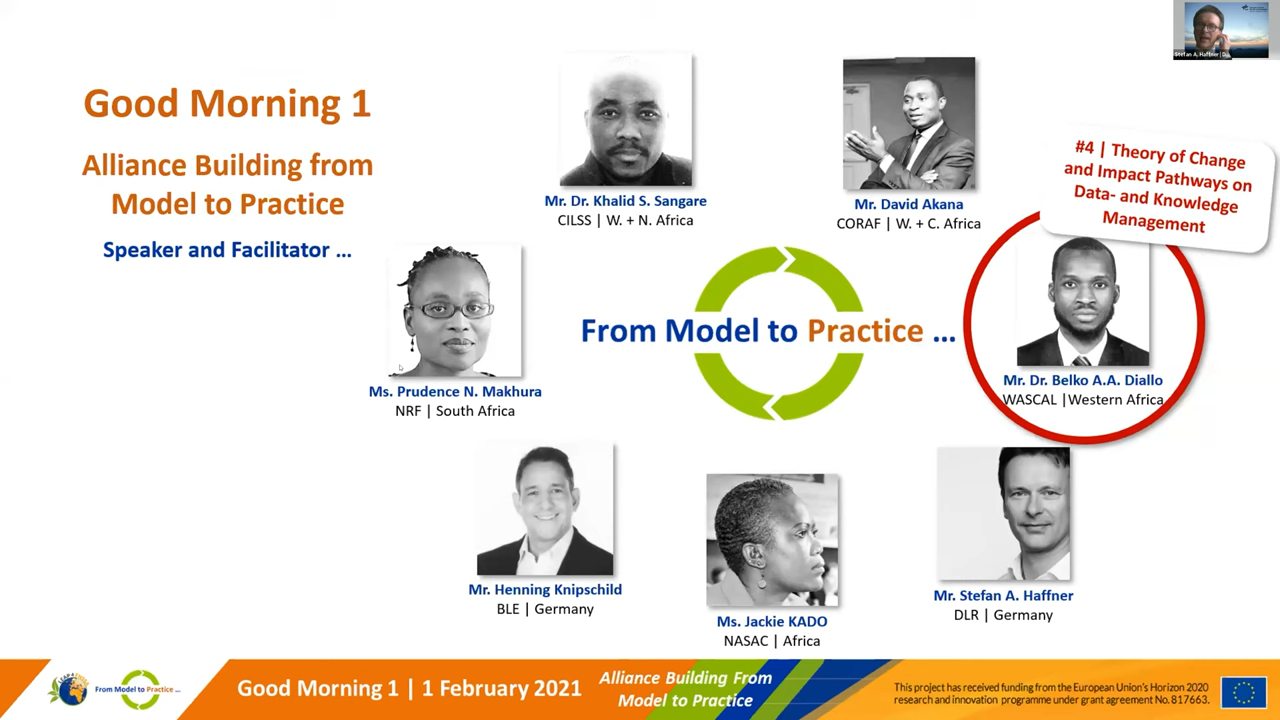 Good Morning 1
Alliance Building from
Model to Practice
Speaker and Facilitator ...
Mr. Dr. Khalid S. Sangare
CILSS | W. + N. Africa
Mr. David Akana
CORAF | W. + C. Africa
#4 | Theory of Change
and Impact Pathways on
Data- and Knowledge
Management
Ms. Prudence N. Makhura
NRF | South Africa
From Model to Practice ...
Mr. Dr. Belko A.A. Diallo
WASCAL |Western Africa
Mr. Henning Knipschild
BLE | Germany
Ms. Jackie KADO
NASAC | Africa
Mr. Stefan A. Haffner
DLR | Germany
From Model to Practice ...
Good Morning 1 | 1 February 2021
Alliance Building From
Model to Practice
This project has received funding from the European Union's Horizon 2020
research and innovation programme under grant agreement No. 817663.
Stefan A. Haffner